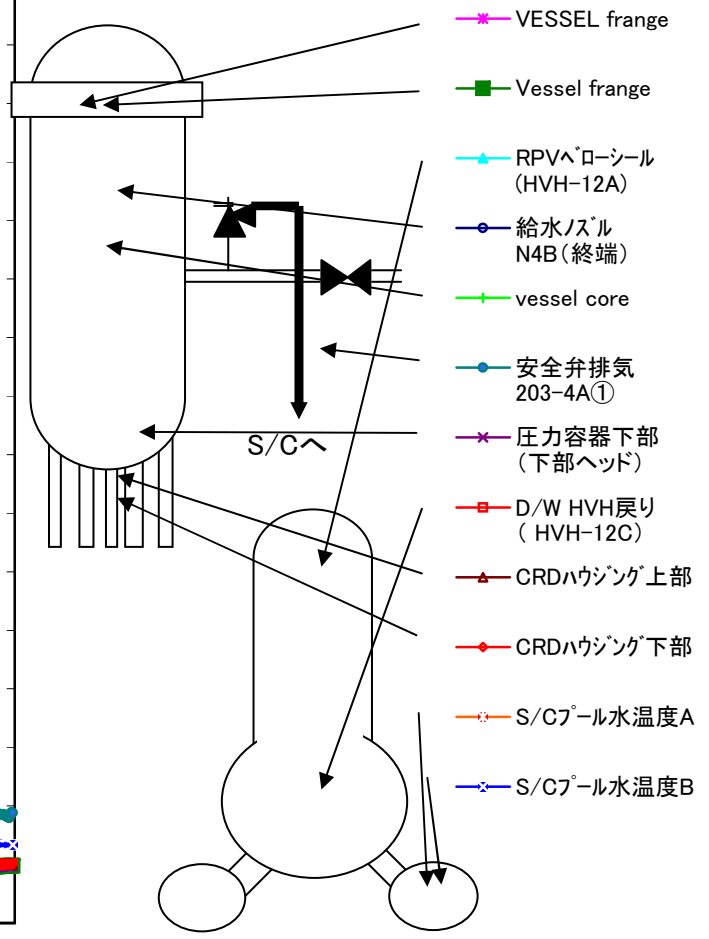 VESSEL frange
Vessel frange
RPVﾍﾞﾛｰｼｰﾙ
(HVH-12A)
給水ﾉｽﾞﾙ
N4B(終端)
vessel core
安全弁排気
203-4A①
圧力容器下部
(下部ヘッド)
D/W HVH戻り
( HVH-12C)
CRDﾊｳｼﾞﾝｸﾞ上部
CRDﾊｳｼﾞﾝｸﾞ下部
S/Cﾌﾟｰﾙ水温度A
S/Cﾌﾟｰﾙ水温度B
S/Cへ